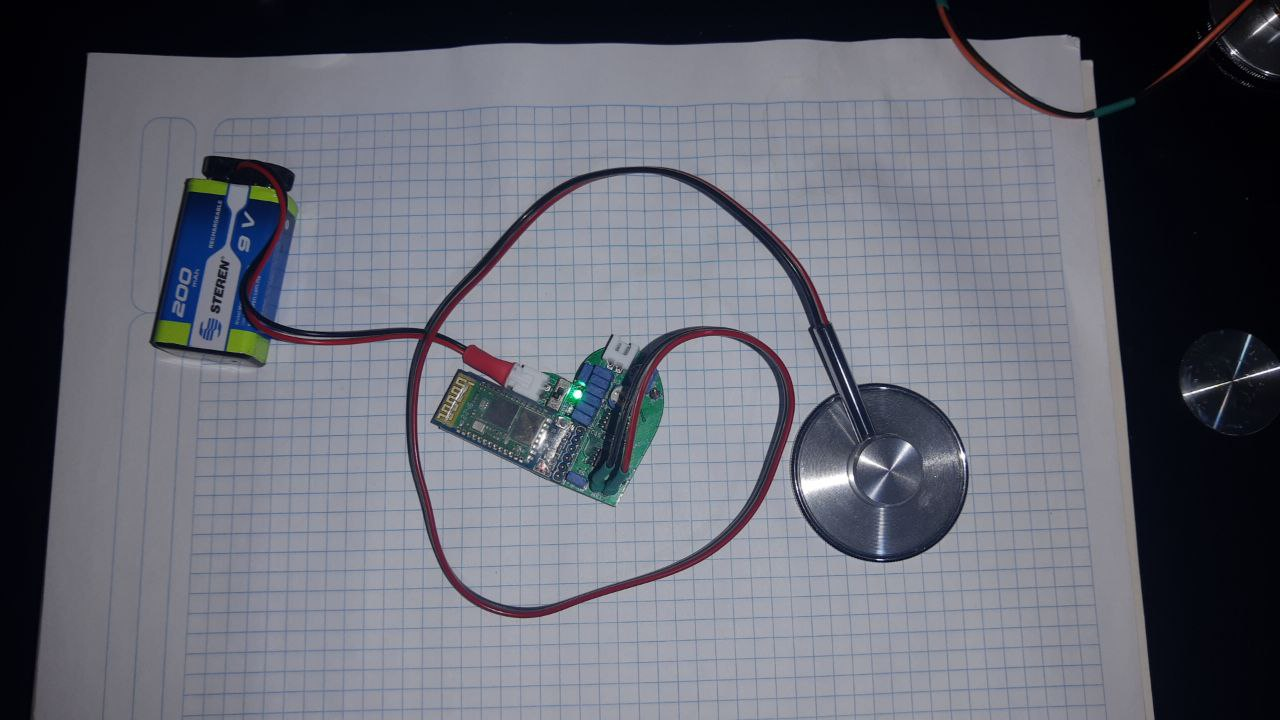 RECHARGEABLE
9 V
200
mAh
STEREN